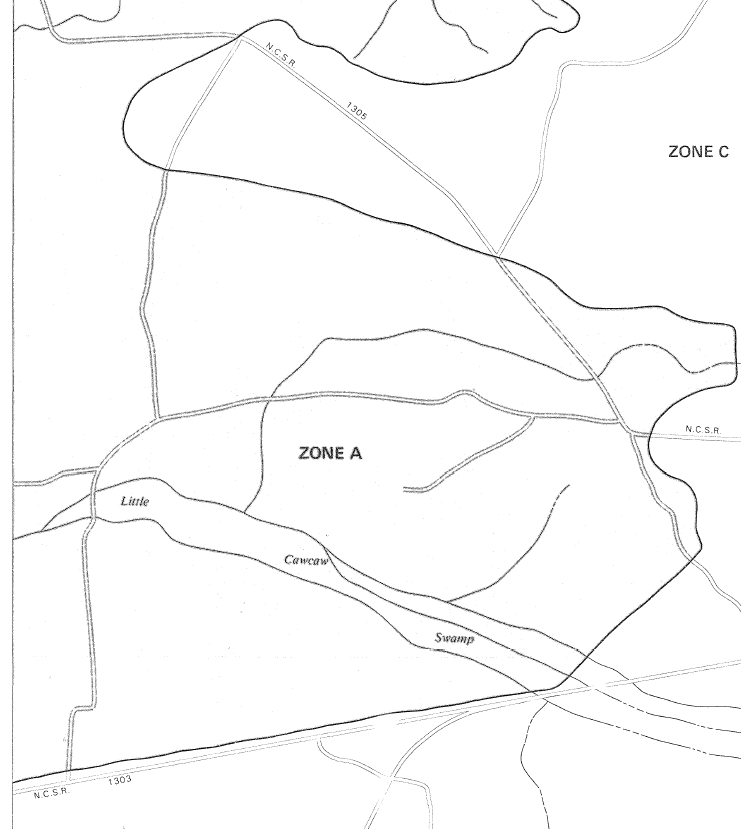 N.C.S.R.
1305
ZONE C
N.C.S.R.
ZONE A
Little
Cawcaw
Swamp
1303
N.C.S.R.